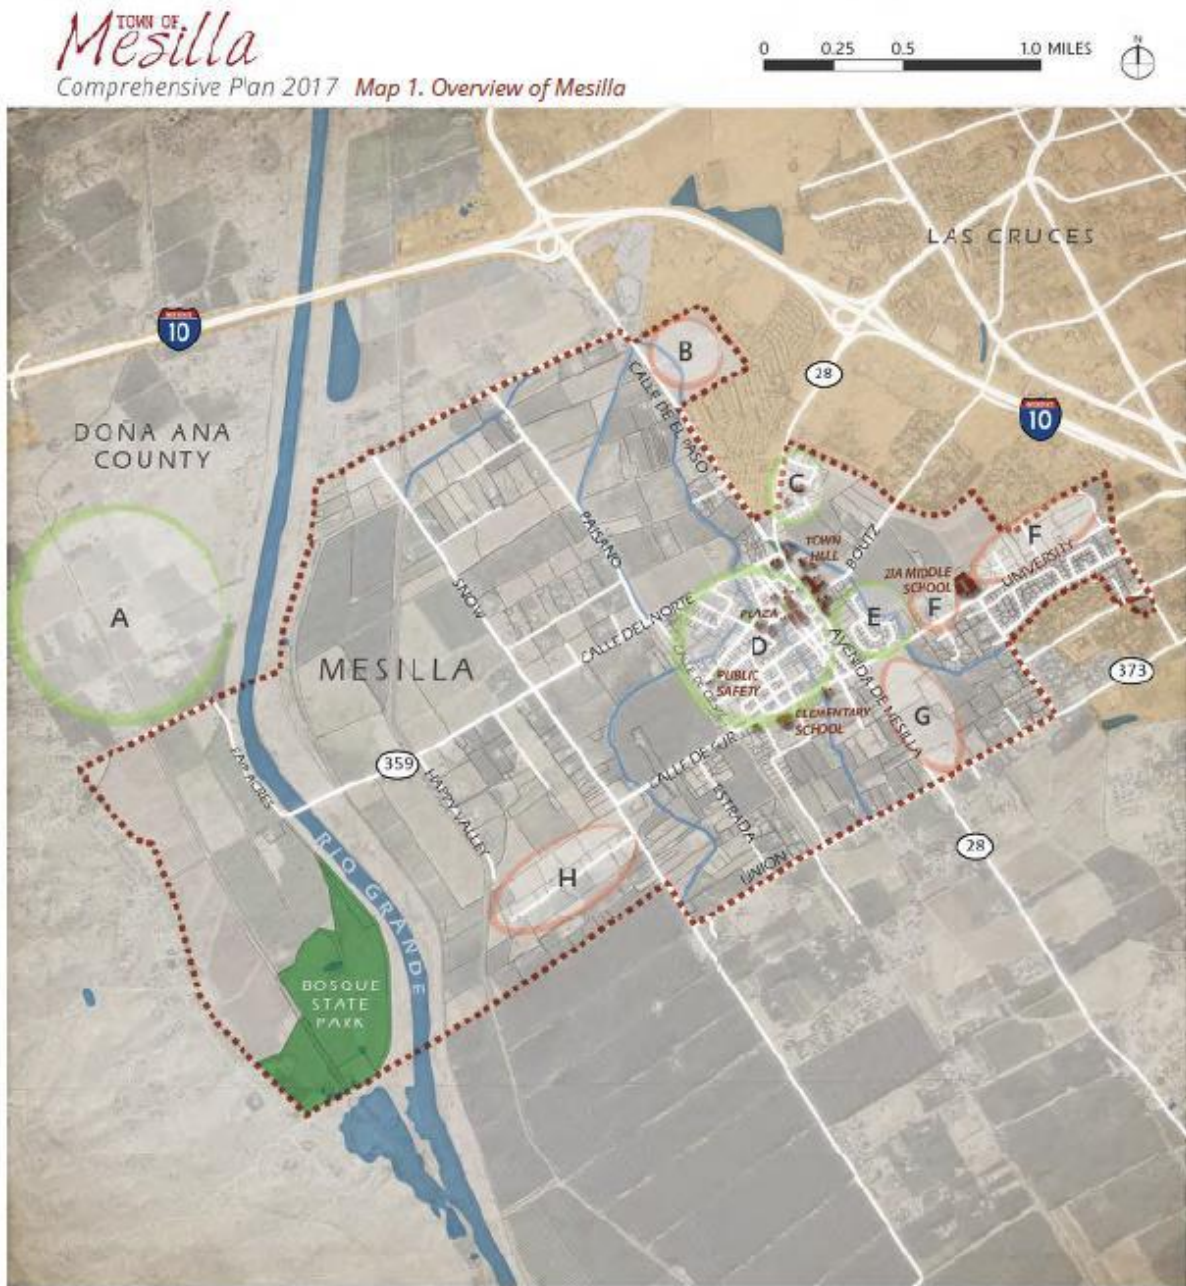 TOWN OF
Mesilla
Comprehensive Plan 2017 Map 1. Overview of Mesilla
0 0.25 0.5 1.0 MILES
N
LAS CRUCES
10
B
28
10
DOÑA ANA
COUNTY
CALLE DE EL PASO
C
F
TOWN
HALL
BOUTZ
PAISANO
UNIVERSITY
ZIA MIDDLE
SCHOOL
SNOW
A
F
E
PLAZA
CALLE DEL NORTE
D
MESILLA
AVENIDA DE MESILLA
373
PUBLIC
SAFETY
ELEMENTARY
SCHOOL
G
359
FAIR ACRES
CALLE DE SUR
HAPPY VALLEY
ESTRADA
28
RIO GRANDE
UNION
H
BOSQUE
STATE
PARK